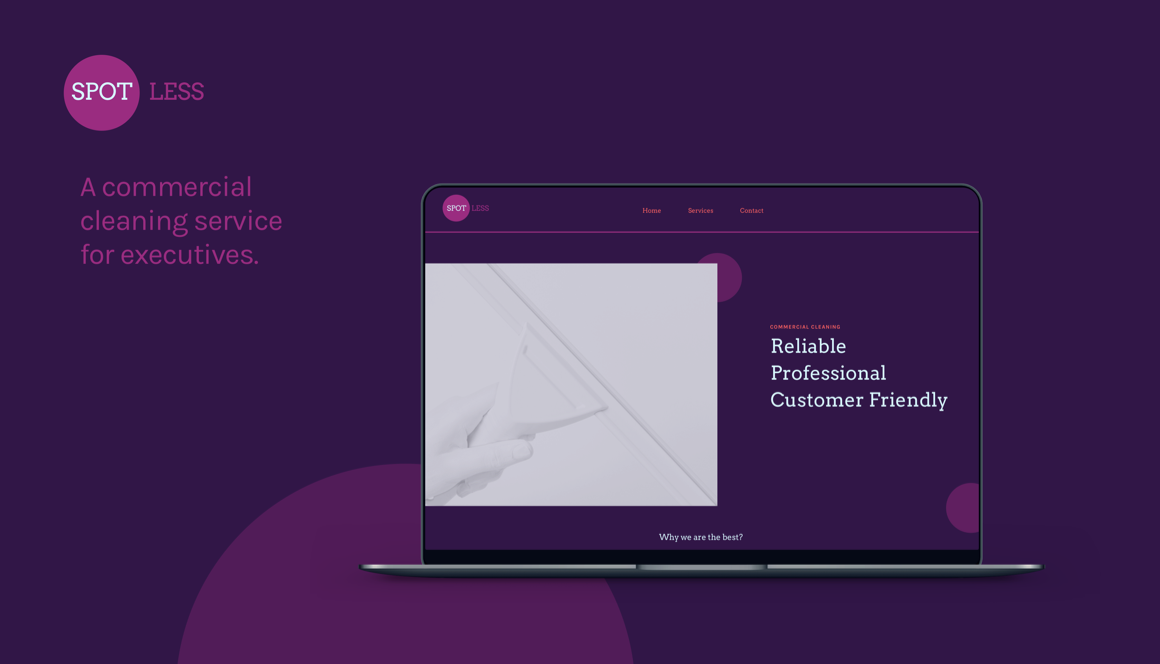 SPOT LESS
A commercial
cleaning service
for executives.
SPOT LESS
Home Services Contact
COMMERCIAL CLEANING
Reliable
Professional
Customer Friendly
Why we are the best?